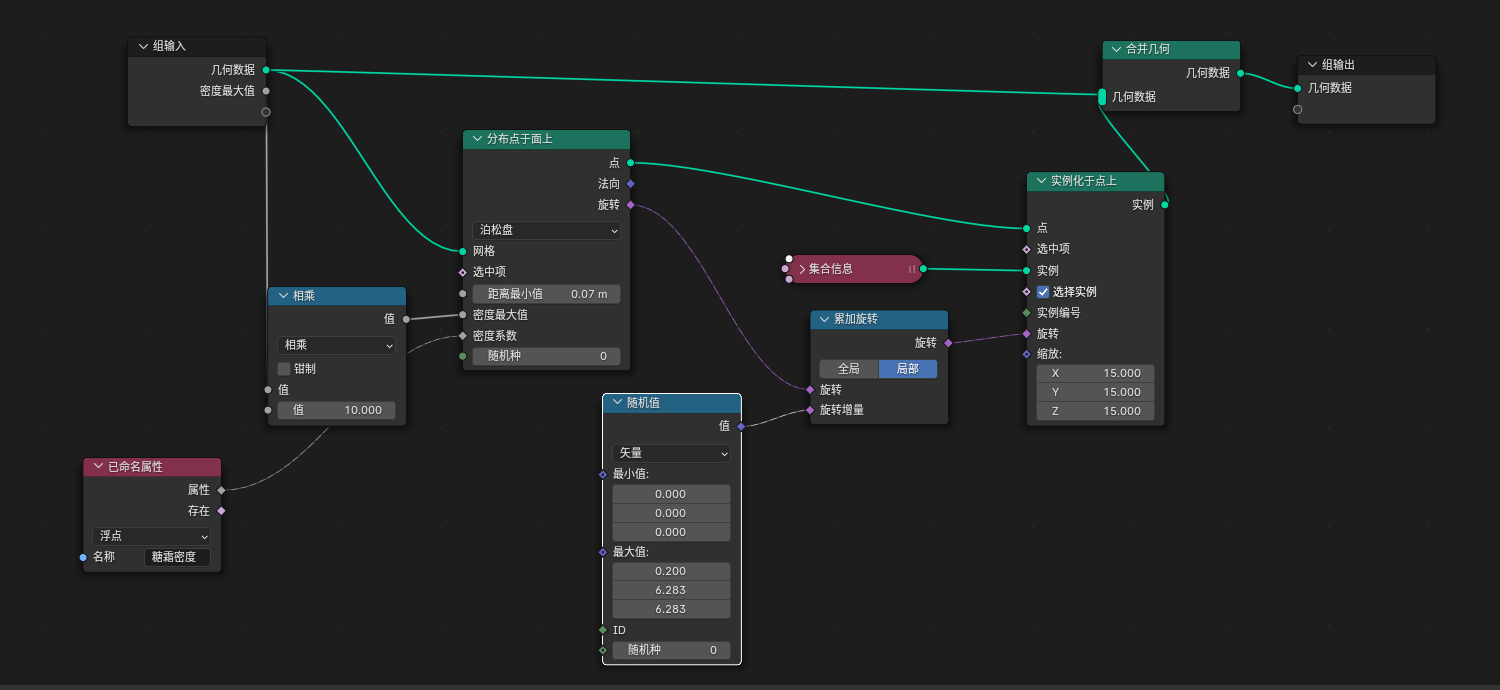 组输入
几何数据
密度最大值
合并几何
几何数据
几何数据
组输出
几何数据
分布点于面上
点
法向
旋转
泊松盘
网格
选中项
距离最小值 0.07 m
密度最大值
密度系数
随机种 0
实例化于点上
实例
点
选中项
实例
选择实例
实例编号
旋转
缩放:
X 15.000
Y 15.000
Z 15.000
集合信息
相乘
值
相乘
钳制
值
值 10.000
累加旋转
旋转
全局 局部
旋转
旋转增量
随机值
值
矢量
最小值:
0.000
0.000
0.000
最大值:
0.200
6.283
6.283
ID
随机种 0
已命名属性
属性
存在
浮点
名称 糖霜密度